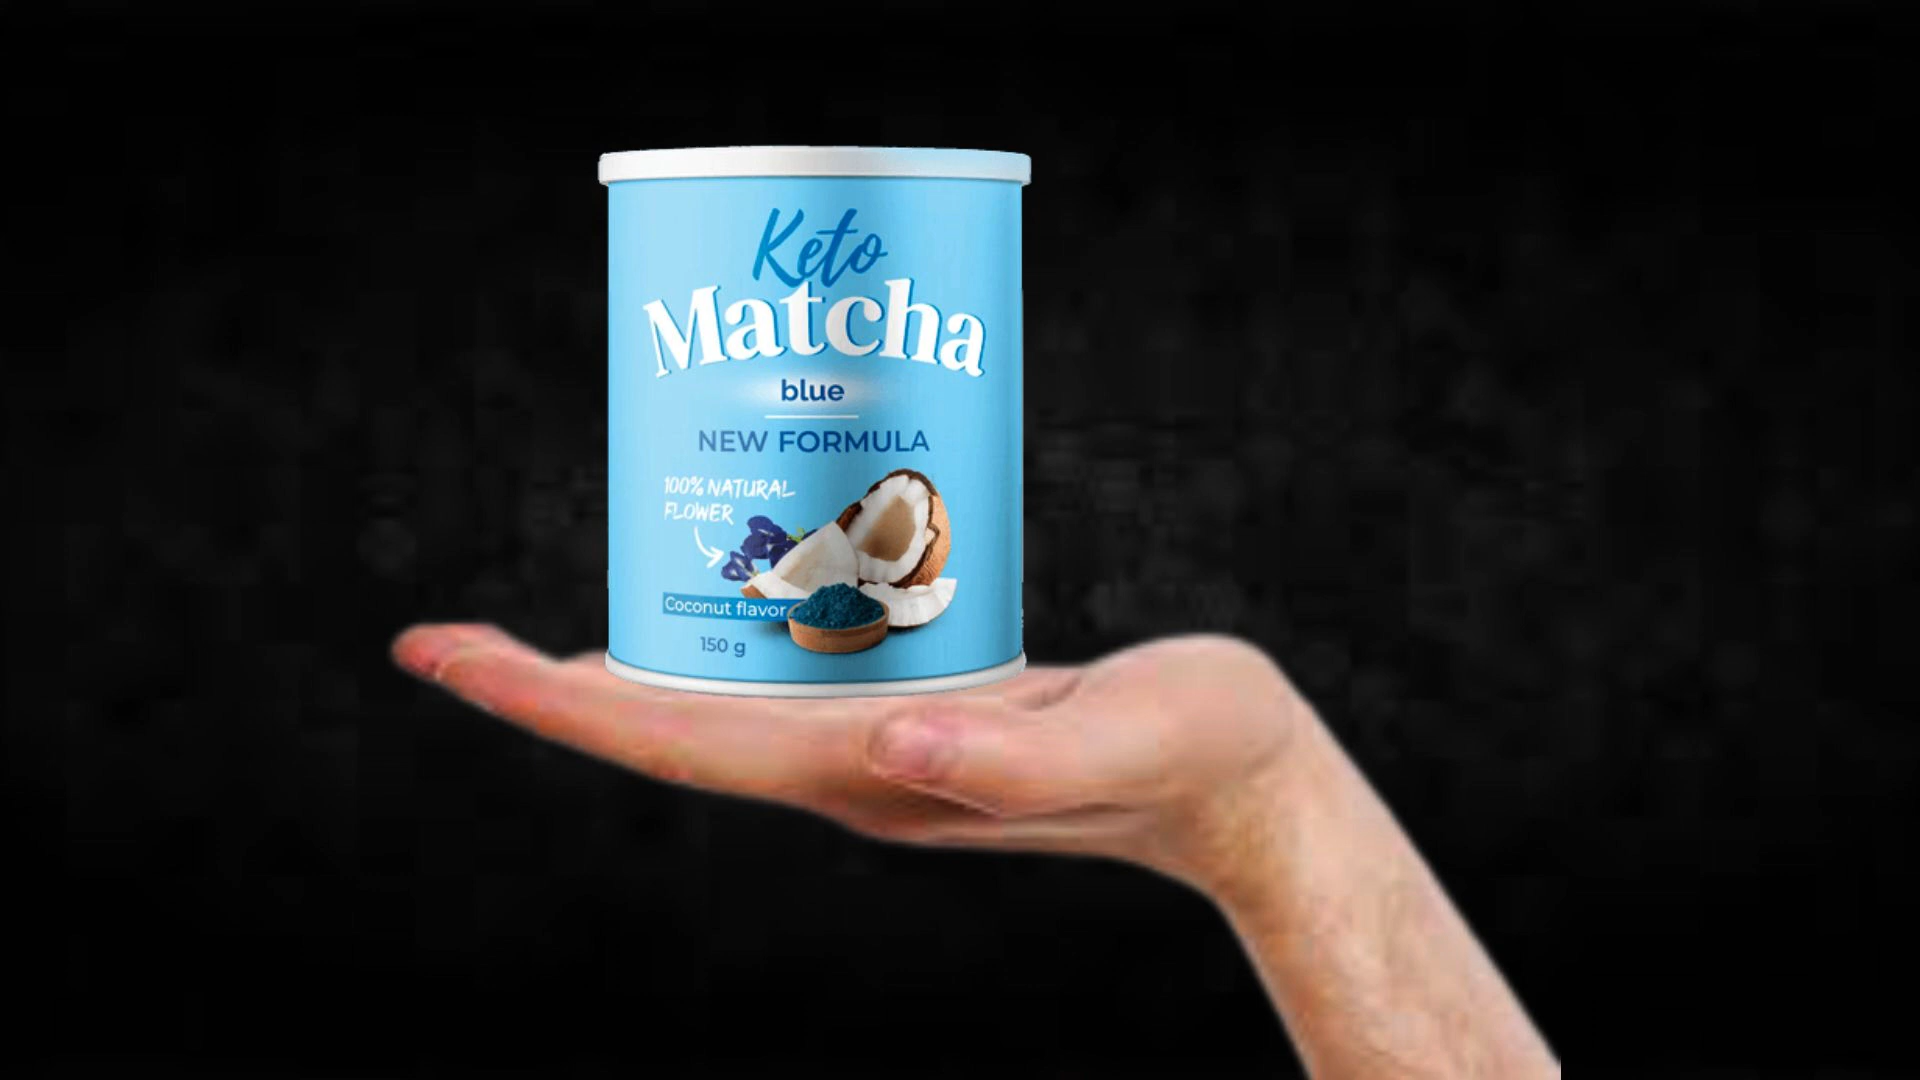 Keto
Matcha
blue
NEW FORMULA
100% NATURAL
FLOWER
Coconut flavor
150 g